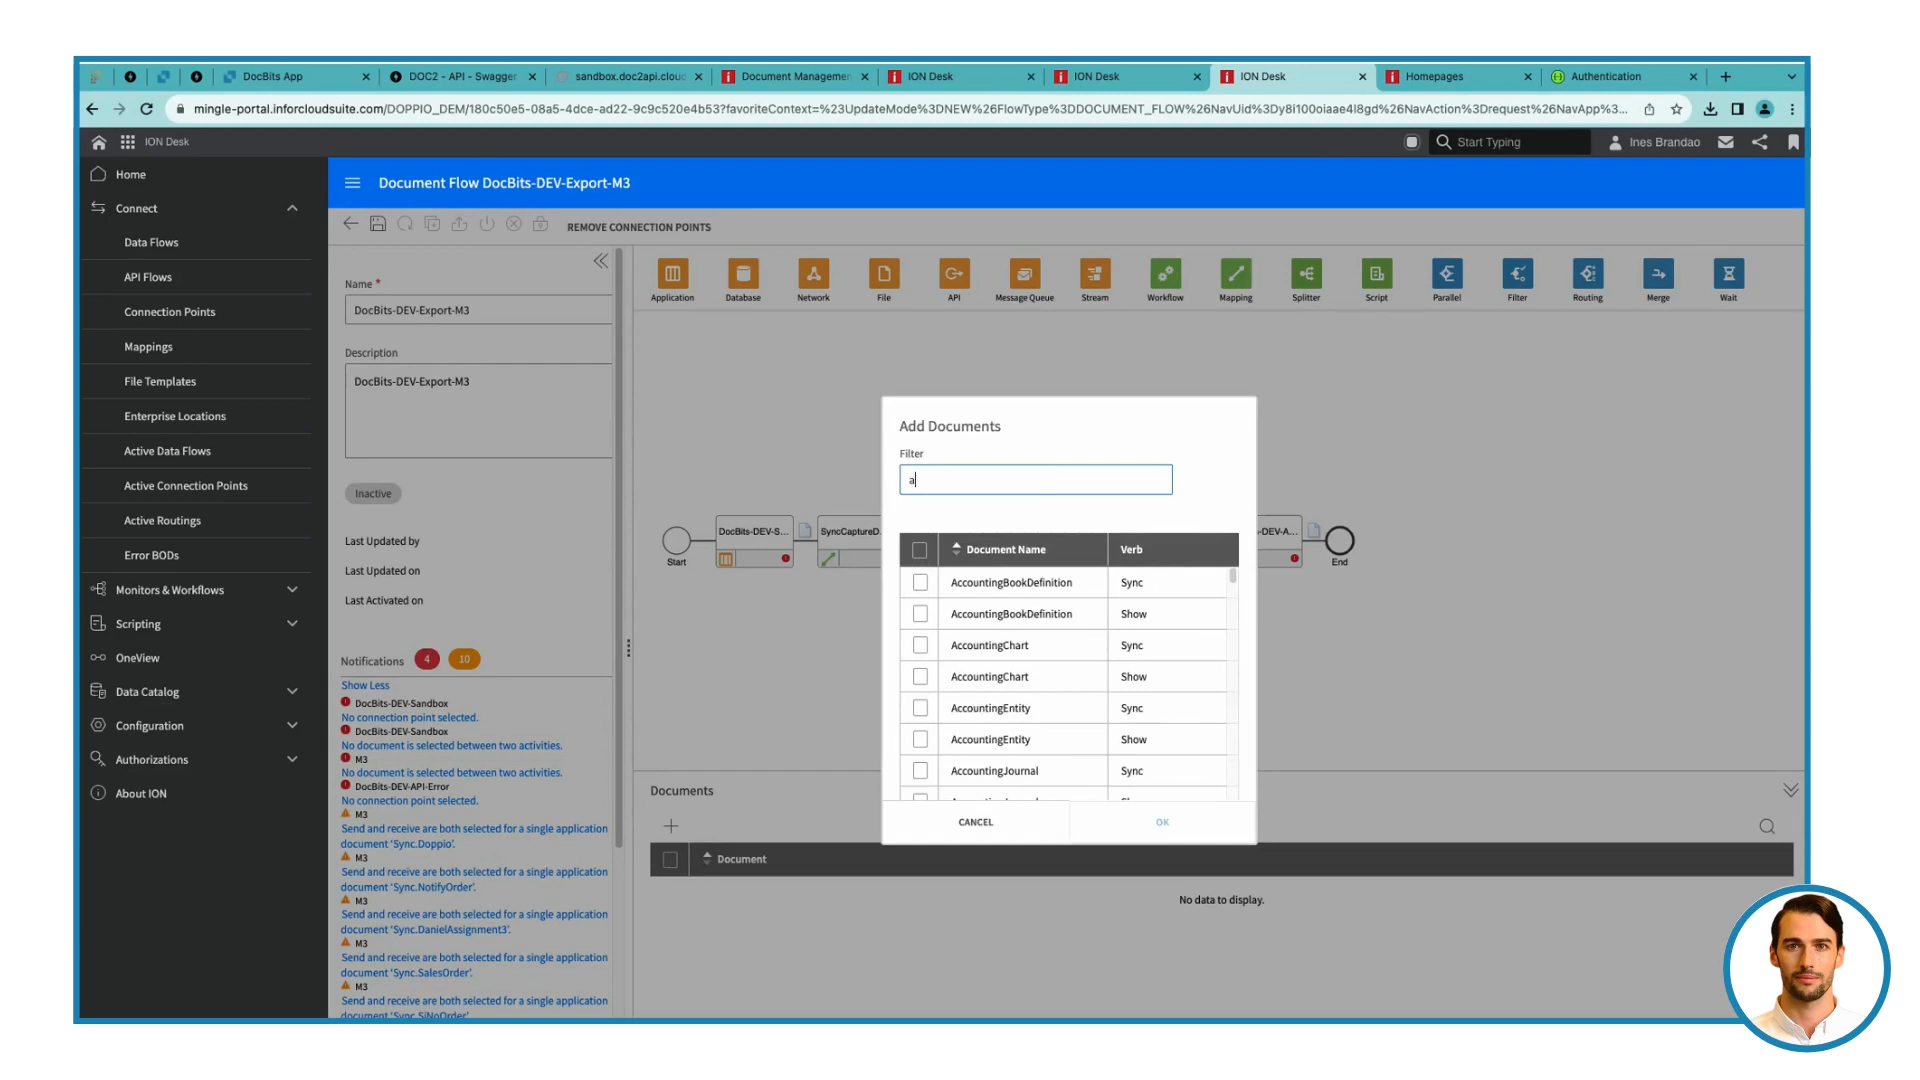 DocBits App
DOC2 - API - Swagger
sandbox.doc2api.cloud
Document Managemen
ION Desk
ION Desk
ION Desk
Homepages
Authentication
mingle-portal.inforcloudsuite.com/DOPPIO_DEM/180c50e5-08a5-4dce-ad22-9c9c520e4b53?favoriteContext=%23UpdateMode%3DNEW%26FlowType%3DDOCUMENT_FLOW%26NavUid%3Dy8i100oiaae4l8gd%26NavAction%3Drequest%26NavApp%3...
ION Desk
Start Typing
Ines Brandao
Home
Connect
Data Flows
API Flows
Connection Points
Mappings
File Templates
Enterprise Locations
Active Data Flows
Active Connection Points
Active Routings
Error BODs
Monitors & Workflows
Scripting
OneView
Data Catalog
Configuration
Authorizations
About ION
Document Flow DocBits-DEV-Export-M3
REMOVE CONNECTION POINTS
Name *
DocBits-DEV-Export-M3
Description
DocBits-DEV-Export-M3
Inactive
Last Updated by
Last Updated on
Last Activated on
Notifications 4 10
Show Less
DocBits-DEV-Sandbox
No connection point selected.
DocBits-DEV-Sandbox
No document is selected between two activities.
M3
No document is selected between two activities.
DocBits-DEV-API-Error
No connection point selected.
M3
Send and receive are both selected for a single application
document 'Sync.Doppio'.
M3
Send and receive are both selected for a single application
document 'Sync.NotifyOrder'.
M3
Send and receive are both selected for a single application
document 'Sync.DanielAssignment3'.
M3
Send and receive are both selected for a single application
document 'Sync.SalesOrder'.
M3
Send and receive are both selected for a single application
document 'Sync.SiNoOrder'.
Application
Database
Network
File
API
Message Queue
Stream
Workflow
Mapping
Splitter
Script
Parallel
Filter
Routing
Merge
Wait
Start
DocBits-DEV-S...
SyncCaptureD
-DEV-A...
End
Add Documents
Filter
a
Document Name Verb
AccountingBookDefinition Sync
AccountingBookDefinition Show
AccountingChart Sync
AccountingChart Show
AccountingEntity Sync
AccountingEntity Show
AccountingJournal Sync
CANCEL OK
Documents
Document
No data to display.